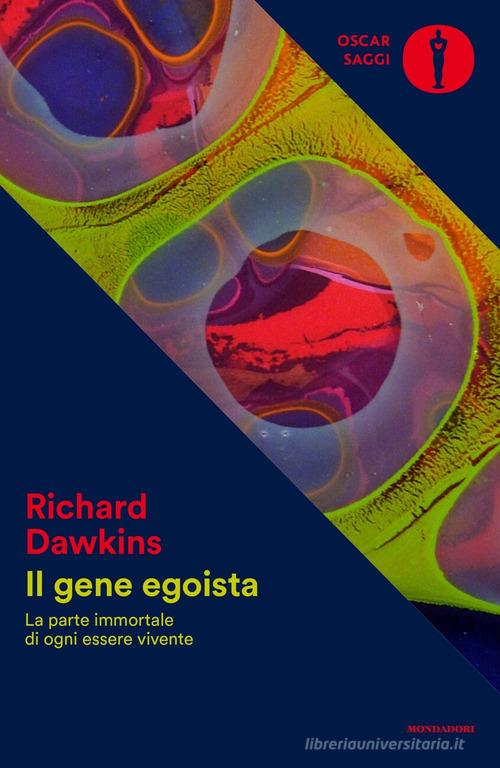 OSCAR
SAGGI
Richard
Dawkins
Il gene egoista
La parte immortale
di ogni essere vivente
MONDADORI
libreriauniversitaria.it